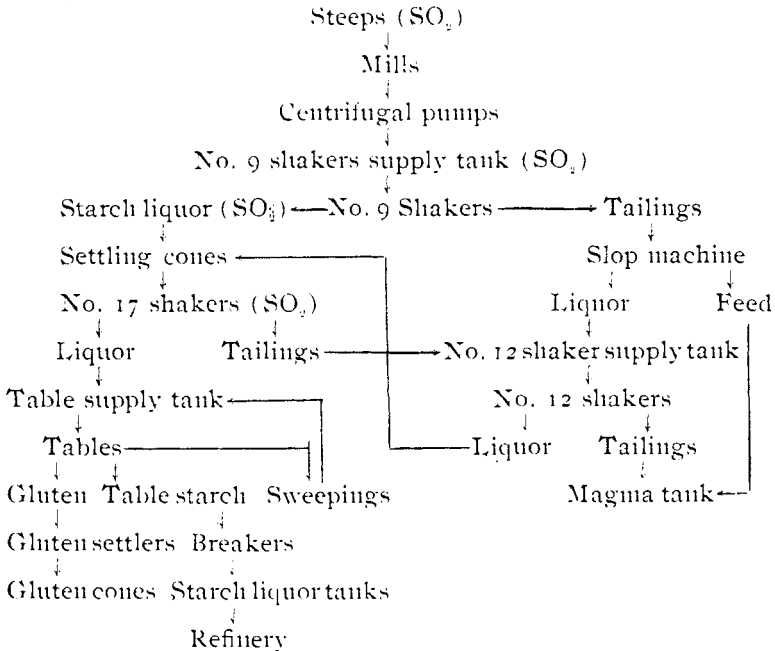 Steeps (SO₂)
Mills
Centrifugal pumps
No. 9 shakers supply tank (SO₂)
Starch liquor (SO₂) No. 9 Shakers Tailings
Settling cones Slop machine
No. 17 shakers (SO₂) Liquor Feed
Liquor Tailings No. 12 shaker supply tank
Table supply tank No. 12 shakers
Tables Liquor Tailings
Gluten Table starch Sweepings Magma tank
Gluten settlers Breakers
Gluten cones Starch liquor tanks
Refinery